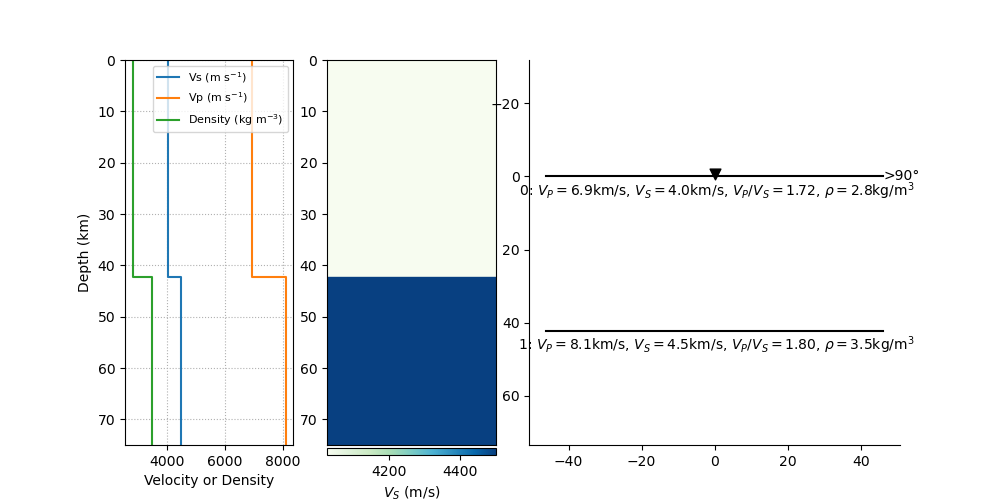 0
10
20
30
40
50
60
70
Depth (km)
4000 6000 8000
Velocity or Density
Vs (m s⁻¹)
Vp (m s⁻¹)
Density (kg m⁻³)
0
10
20
30
40
50
60
70
4200 4400
V_S (m/s)
−20
0
20
40
60
−40 −20 0 20 40
>90°
0: V_P = 6.9km/s, V_S = 4.0km/s, V_P/V_S = 1.72, ρ = 2.8kg/m³
1: V_P = 8.1km/s, V_S = 4.5km/s, V_P/V_S = 1.80, ρ = 3.5kg/m³